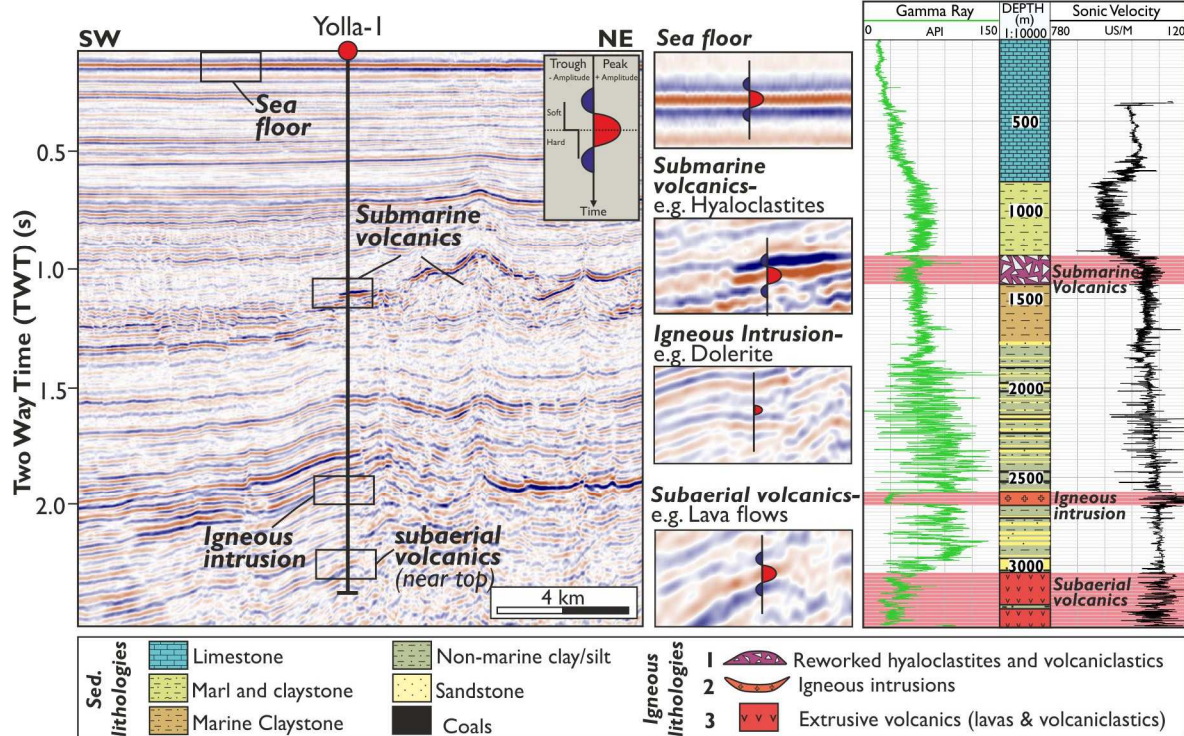 Yolla-1
SW
NE
Sea
floor
Trough
- Amplitude
Peak
+ Amplitude
Soft
Hard
Time
Submarine
volcanics
Igneous
intrusion
subaerial
volcanics
(near top)
4 km
Two Way Time (TWT) (s)
0.5
1.0
1.5
2.0
Sea floor
Submarine
volcanics-
e.g. Hyaloclastites
Igneous Intrusion-
e.g. Dolerite
Subaerial volcanics-
e.g. Lava flows
Gamma Ray
0 API 150
DEPTH
(m)
1:10000
Sonic Velocity
780 US/M 120
500
1000
1500
2000
2500
3000
Submarine
Volcanics
Igneous
intrusion
Subaerial
volcanics
Sed.
lithologies
Limestone
Marl and claystone
Marine Claystone
Non-marine clay/silt
Sandstone
Coals
Igneous
lithologies
1 Reworked hyaloclastites and volcaniclastics
2 Igneous intrusions
3 Extrusive volcanics (lavas & volcaniclastics)